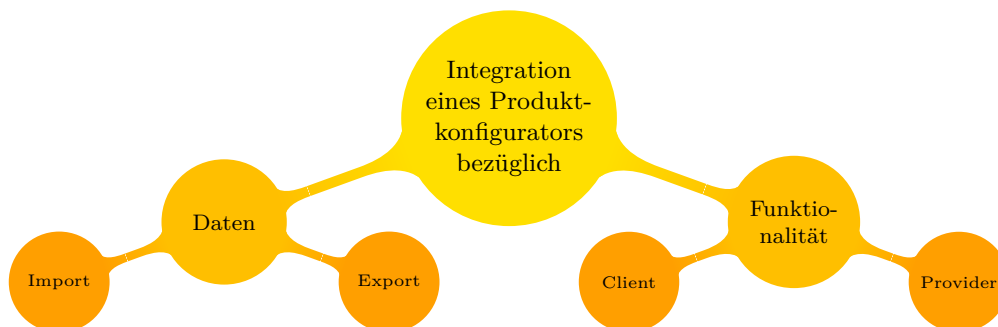 Integration
eines Produkt-
konfigurators
bezüglich
Daten
Funktio-
nalität
Import
Export
Client
Provider